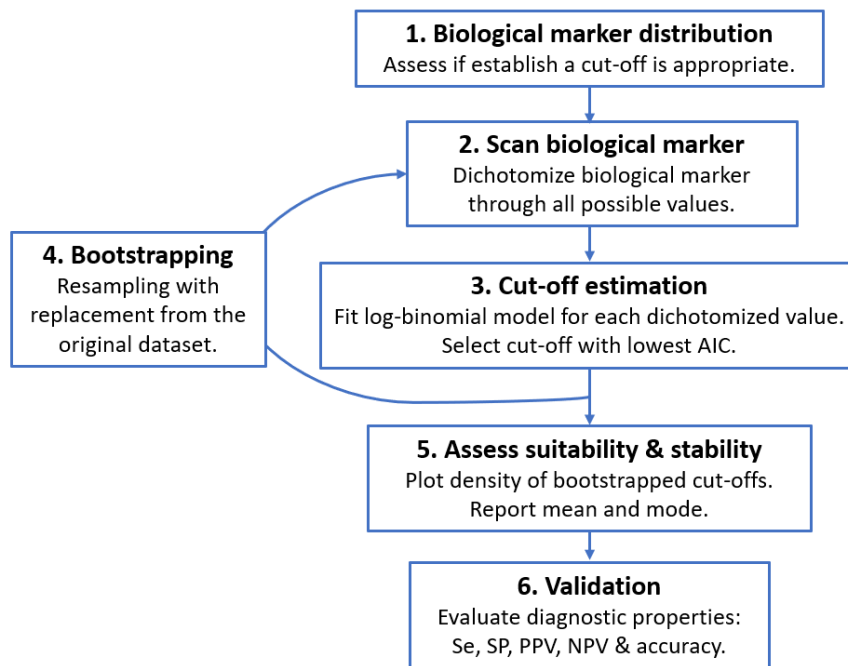 1. Biological marker distribution
Assess if establish a cut-off is appropriate.
2. Scan biological marker
Dichotomize biological marker
through all possible values.
4. Bootstrapping
Resampling with
replacement from the
original dataset.
3. Cut-off estimation
Fit log-binomial model for each dichotomized value.
Select cut-off with lowest AIC.
5. Assess suitability & stability
Plot density of bootstrapped cut-offs.
Report mean and mode.
6. Validation
Evaluate diagnostic properties:
Se, SP, PPV, NPV & accuracy.